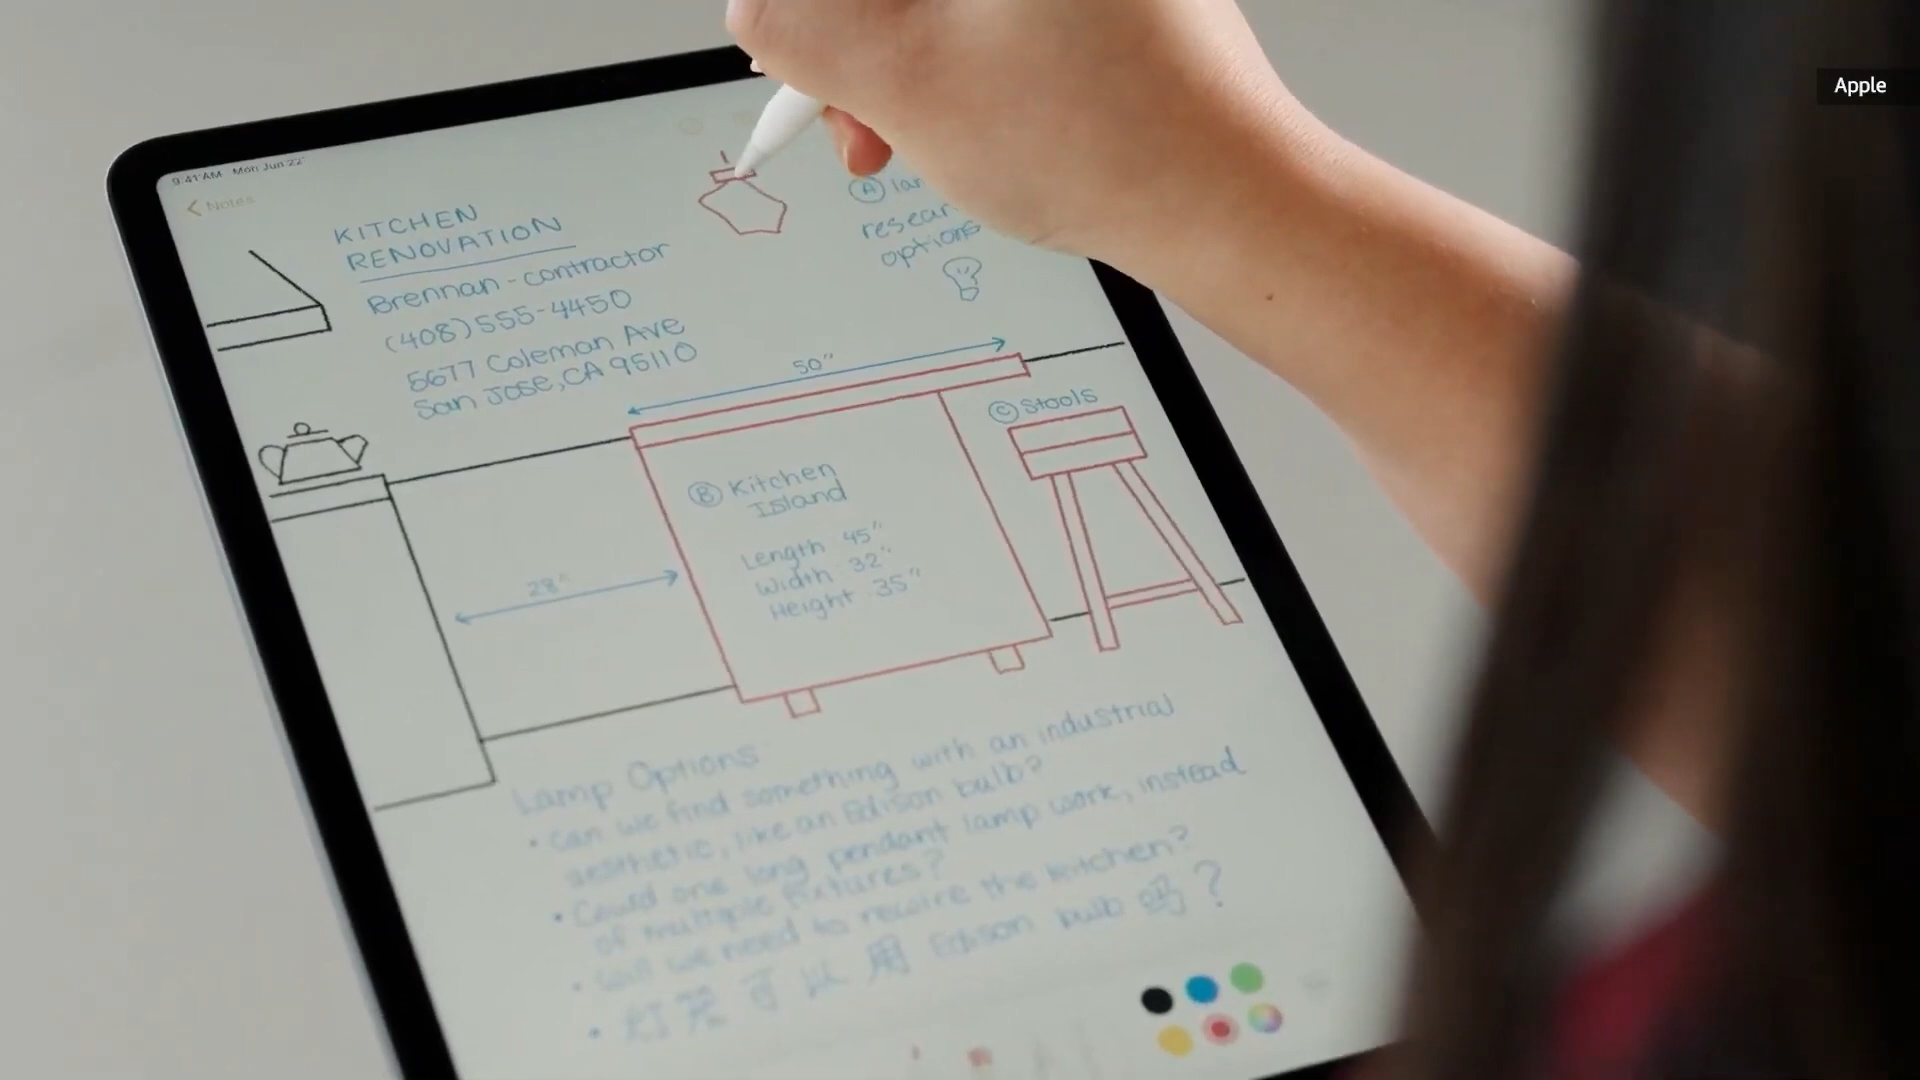 Apple
9:41 AM Mon Jun 22
Notes
KITCHEN
RENOVATION
Brennan - contractor
(408) 555-4450
5677 Coleman Ave
San Jose, CA 95110
A
options
50"
C Stools
B Kitchen
Island
Length 45"
Width 32"
Height 35"
28"
Lamp Options
• Can we find something with an industrial
aesthetic, like an Edison bulb?
• Could one long pendant lamp work, instead
of multiple fixtures?
• Will we need to rewire the kitchen?
• 灯泡可以用 Edison bulb 吗?